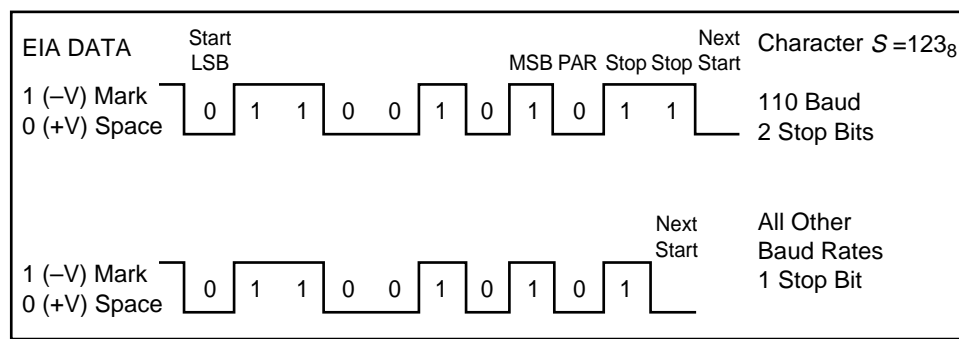 EIA DATA
Start
LSB
MSB PAR Stop Stop
Next
Start
Character S =123₈
1 (–V) Mark
0 (+V) Space
0 1 1 0 0 1 0 1 0 1 1
110 Baud
2 Stop Bits
Next
Start
All Other
Baud Rates
1 Stop Bit
1 (–V) Mark
0 (+V) Space
0 1 1 0 0 1 0 1 0 1